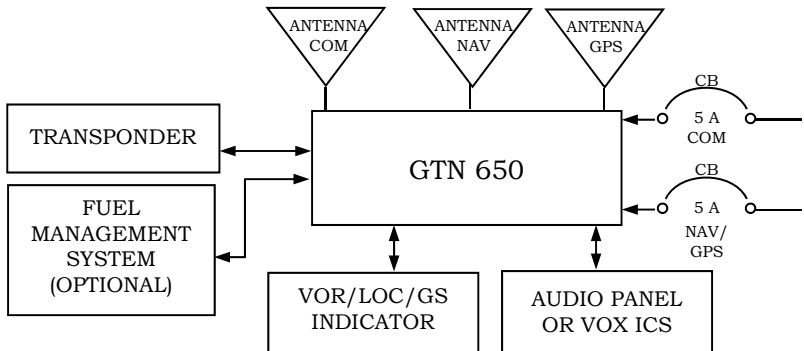 ANTENNA
COM
ANTENNA
NAV
ANTENNA
GPS
CB
5 A
COM
TRANSPONDER
GTN 650
CB
5 A
NAV/
GPS
FUEL
MANAGEMENT
SYSTEM
(OPTIONAL)
VOR/LOC/GS
INDICATOR
AUDIO PANEL
OR VOX ICS